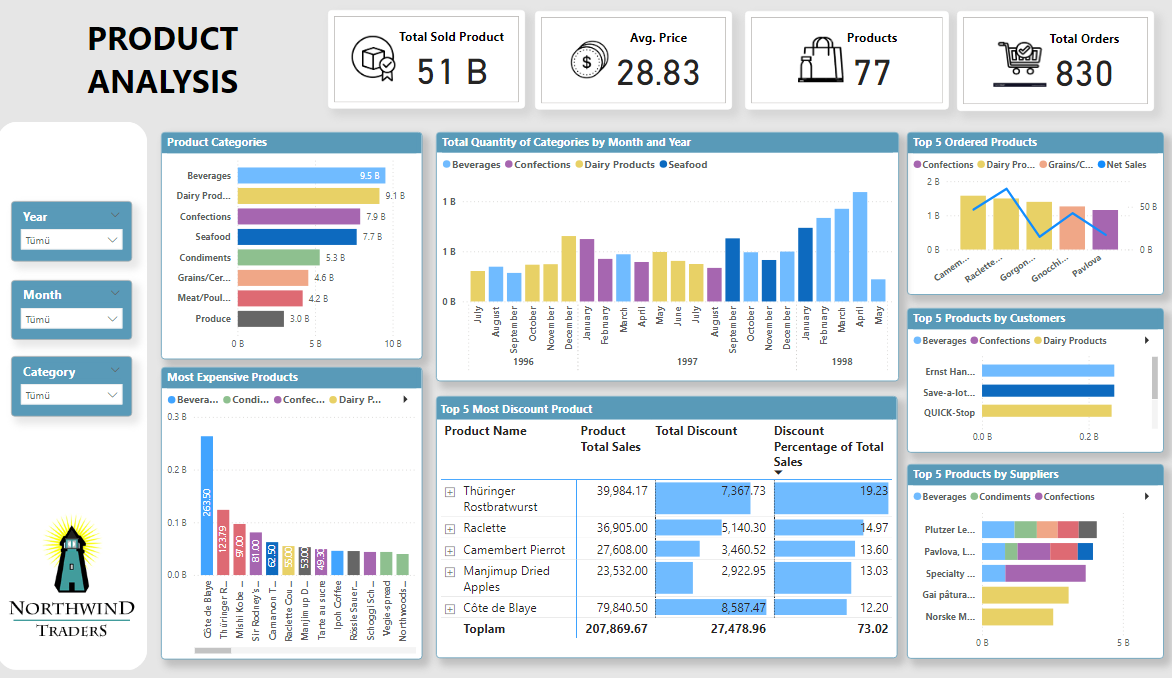 PRODUCT
ANALYSIS
Total Sold Product
51 B
Avg. Price
28.83
Products
77
Total Orders
830
Year
Tümü
Month
Tümü
Category
Tümü
NORTHWIND
TRADERS
Product Categories
Beverages 9.5 B
Dairy Prod... 9.1 B
Confections 7.9 B
Seafood 7.7 B
Condiments 5.3 B
Grains/Cer... 4.6 B
Meat/Poul... 4.2 B
Produce 3.0 B
0 B 5 B 10 B
Total Quantity of Categories by Month and Year
Beverages Confections Dairy Products Seafood
1 B
1 B
0 B
July August September October November December January February March April May June July August September October November December January February March April May
1996 1997 1998
Top 5 Ordered Products
Confections Dairy Pro... Grains/C... Net Sales
2 B
1 B 50 B
0 B 0 B
Camem... Raclette... Gorgon... Gnocchi... Pavlova
Most Expensive Products
Bevera... Condi... Confec... Dairy P...
0.3 B
0.2 B
0.1 B
0.0 B
263.50 123.79 97.00 81.00 62.50 55.00 53.00 49.30
Côte de Blaye Thüringer R... Mishi Kobe ... Sir Rodney's... Carnarvon T... Raclette Cou... Manjimup D... Tarte au sucre Ipoh Coffee Rössle Sauer... Schoggi Sch... Vegie-spread Northwoods...
Top 5 Most Discount Product
Product Name Product Total Sales Total Discount Discount Percentage of Total Sales
Thüringer Rostbratwurst 39,984.17 7,367.73 19.23
Raclette 36,905.00 5,140.30 14.97
Camembert Pierrot 27,608.00 3,460.52 13.60
Manjimup Dried Apples 23,532.00 2,922.95 13.03
Côte de Blaye 79,840.50 8,587.47 12.20
Toplam 207,869.67 27,478.96 73.02
Top 5 Products by Customers
Beverages Confections Dairy Products
Ernst Han...
Save-a-lot...
QUICK-Stop
0.0 B 0.2 B
Top 5 Products by Suppliers
Beverages Condiments Confections
Plutzer Le...
Pavlova, L...
Specialty ...
Gai pâtura...
Norske M...
0 B 5 B